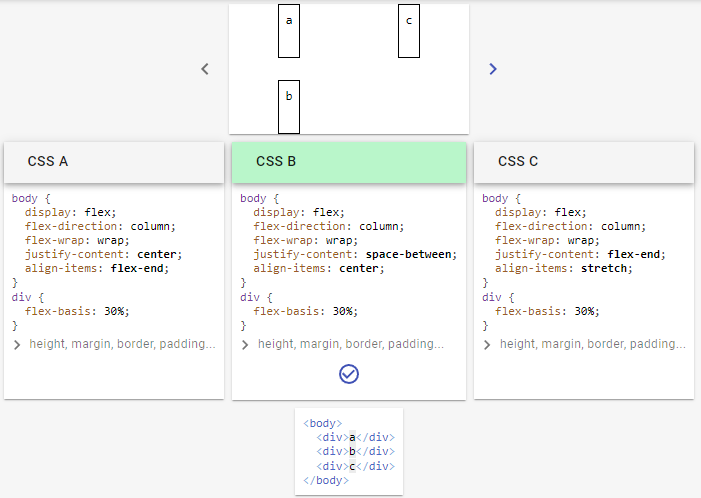 a
c
b
CSS A
body {
  display: flex;
  flex-direction: column;
  flex-wrap: wrap;
  justify-content: center;
  align-items: flex-end;
}
div {
  flex-basis: 30%;
}
height, margin, border, padding...
CSS B
body {
  display: flex;
  flex-direction: column;
  flex-wrap: wrap;
  justify-content: space-between;
  align-items: center;
}
div {
  flex-basis: 30%;
}
height, margin, border, padding...
CSS C
body {
  display: flex;
  flex-direction: column;
  flex-wrap: wrap;
  justify-content: flex-end;
  align-items: stretch;
}
div {
  flex-basis: 30%;
}
height, margin, border, padding...
<body>
  <div>a</div>
  <div>b</div>
  <div>c</div>
</body>